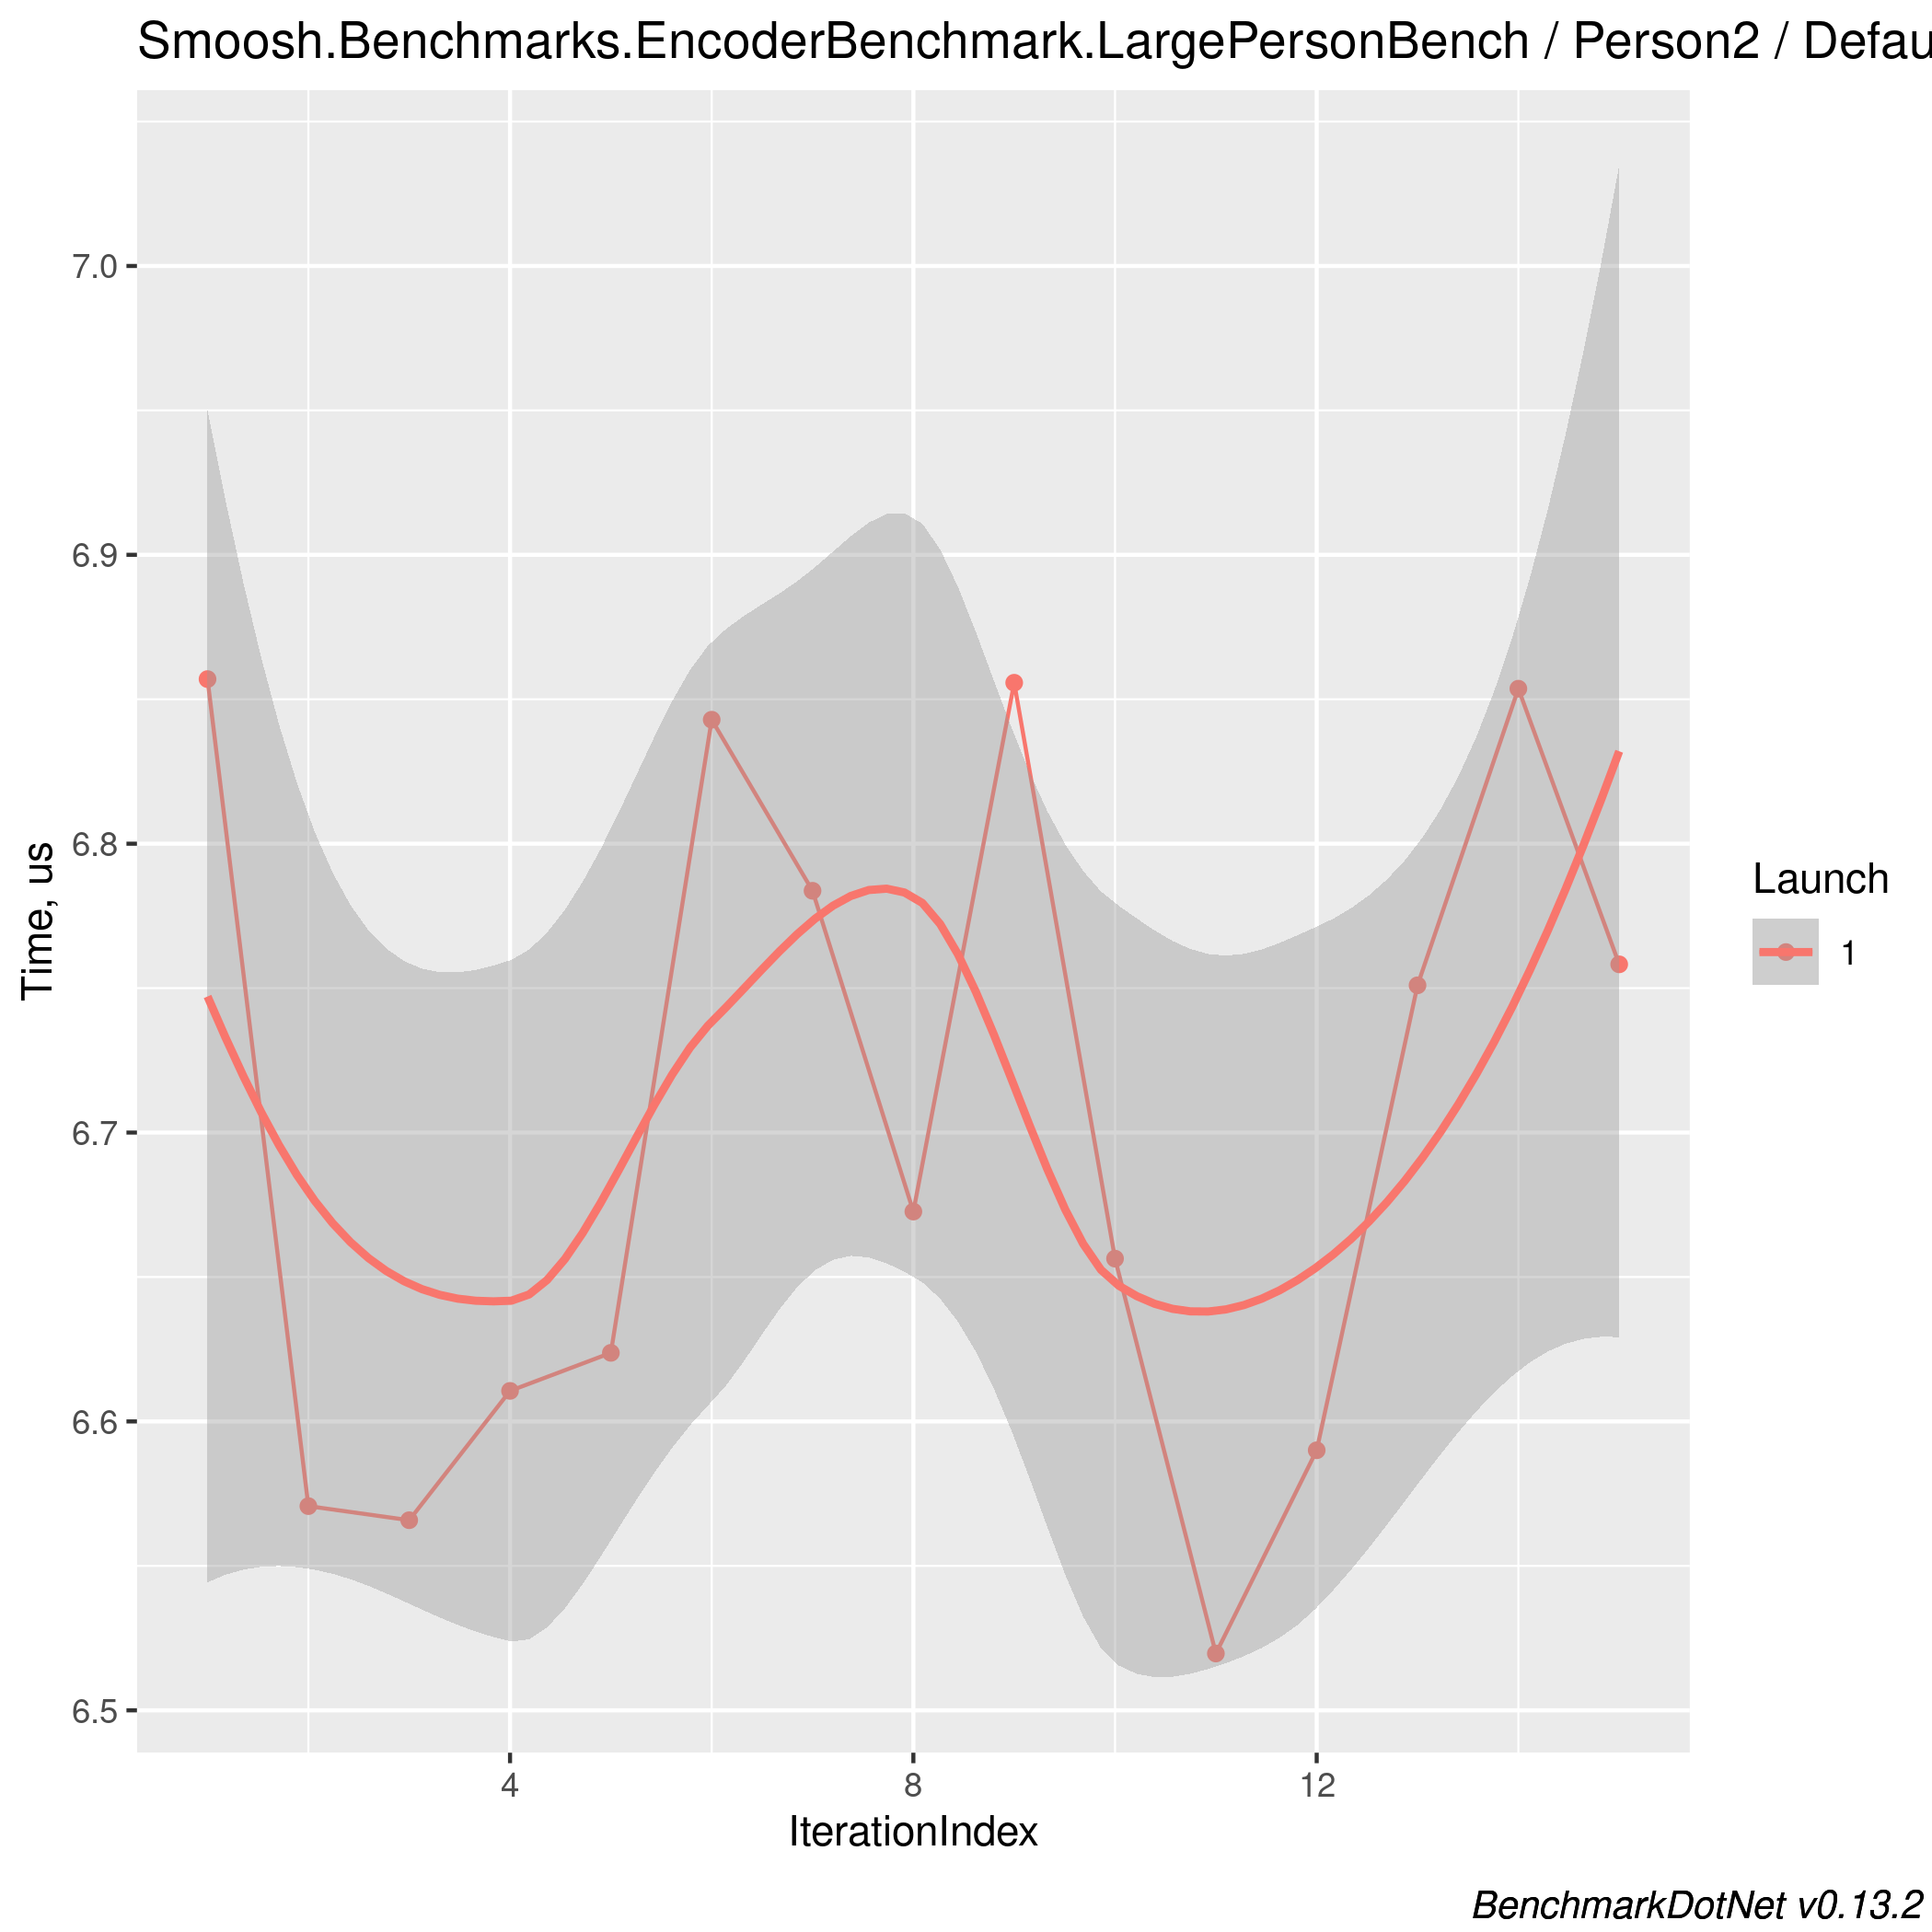 Smoosh.Benchmarks.EncoderBenchmark.LargePersonBench / Person2 / Defau
7.0
6.9
6.8
6.7
6.6
6.5
Time, us
4
8
12
IterationIndex
Launch
1
BenchmarkDotNet v0.13.2